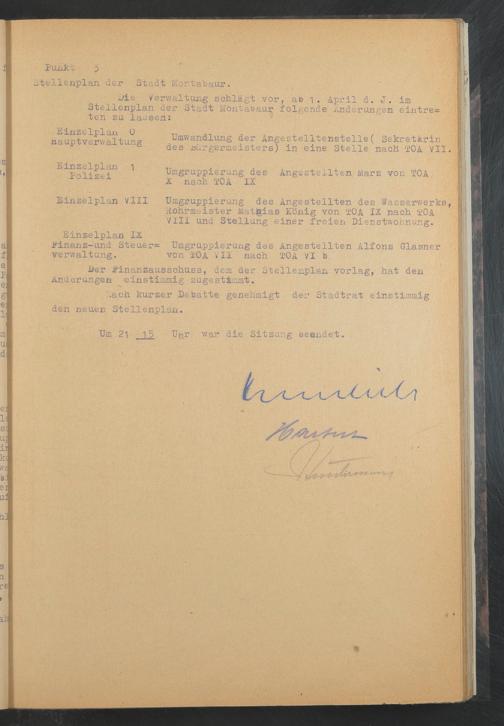 Punkt 5
Stellenplan der Stadt Montabaur.
Die Verwaltung schlägt vor, ab 1. April d. J. im
Stellenplan der Stadt Montabaur folgende Änderungen eintre=
ten zu lassen:
Einzelplan 0
Hauptverwaltung
Umwandlung der Angestelltenstelle( Sekretärin
des Bürgermeisters) in eine Stelle nach TOA VII.
Einzelplan 1
Polizei
Umgruppierung des Angestellten Marx von TOA
X nach TOA IX
Einzelplan VIII
Umgruppierung des Angestellten des Wasserwerks,
Rohrmeister Mathias König von TOA IX nach TOA
VIII und Stellung einer freien Dienstwohnung.
Einzelplan IX
Finanz-und Steuer=
verwaltung.
Umgruppierung des Angestellten Alfons Glasner
von TOA VII nach TOA VI b
Der Finanzausschuss, dem der Stellenplan vorlag, hat den
Änderungen einstimmig zugestimmt.
Nach kurzer Debatte genehmigt der Stadtrat einstimmig
den neuen Stellenplan.
Um 21 15 Uhr war die Sitzung beendet.